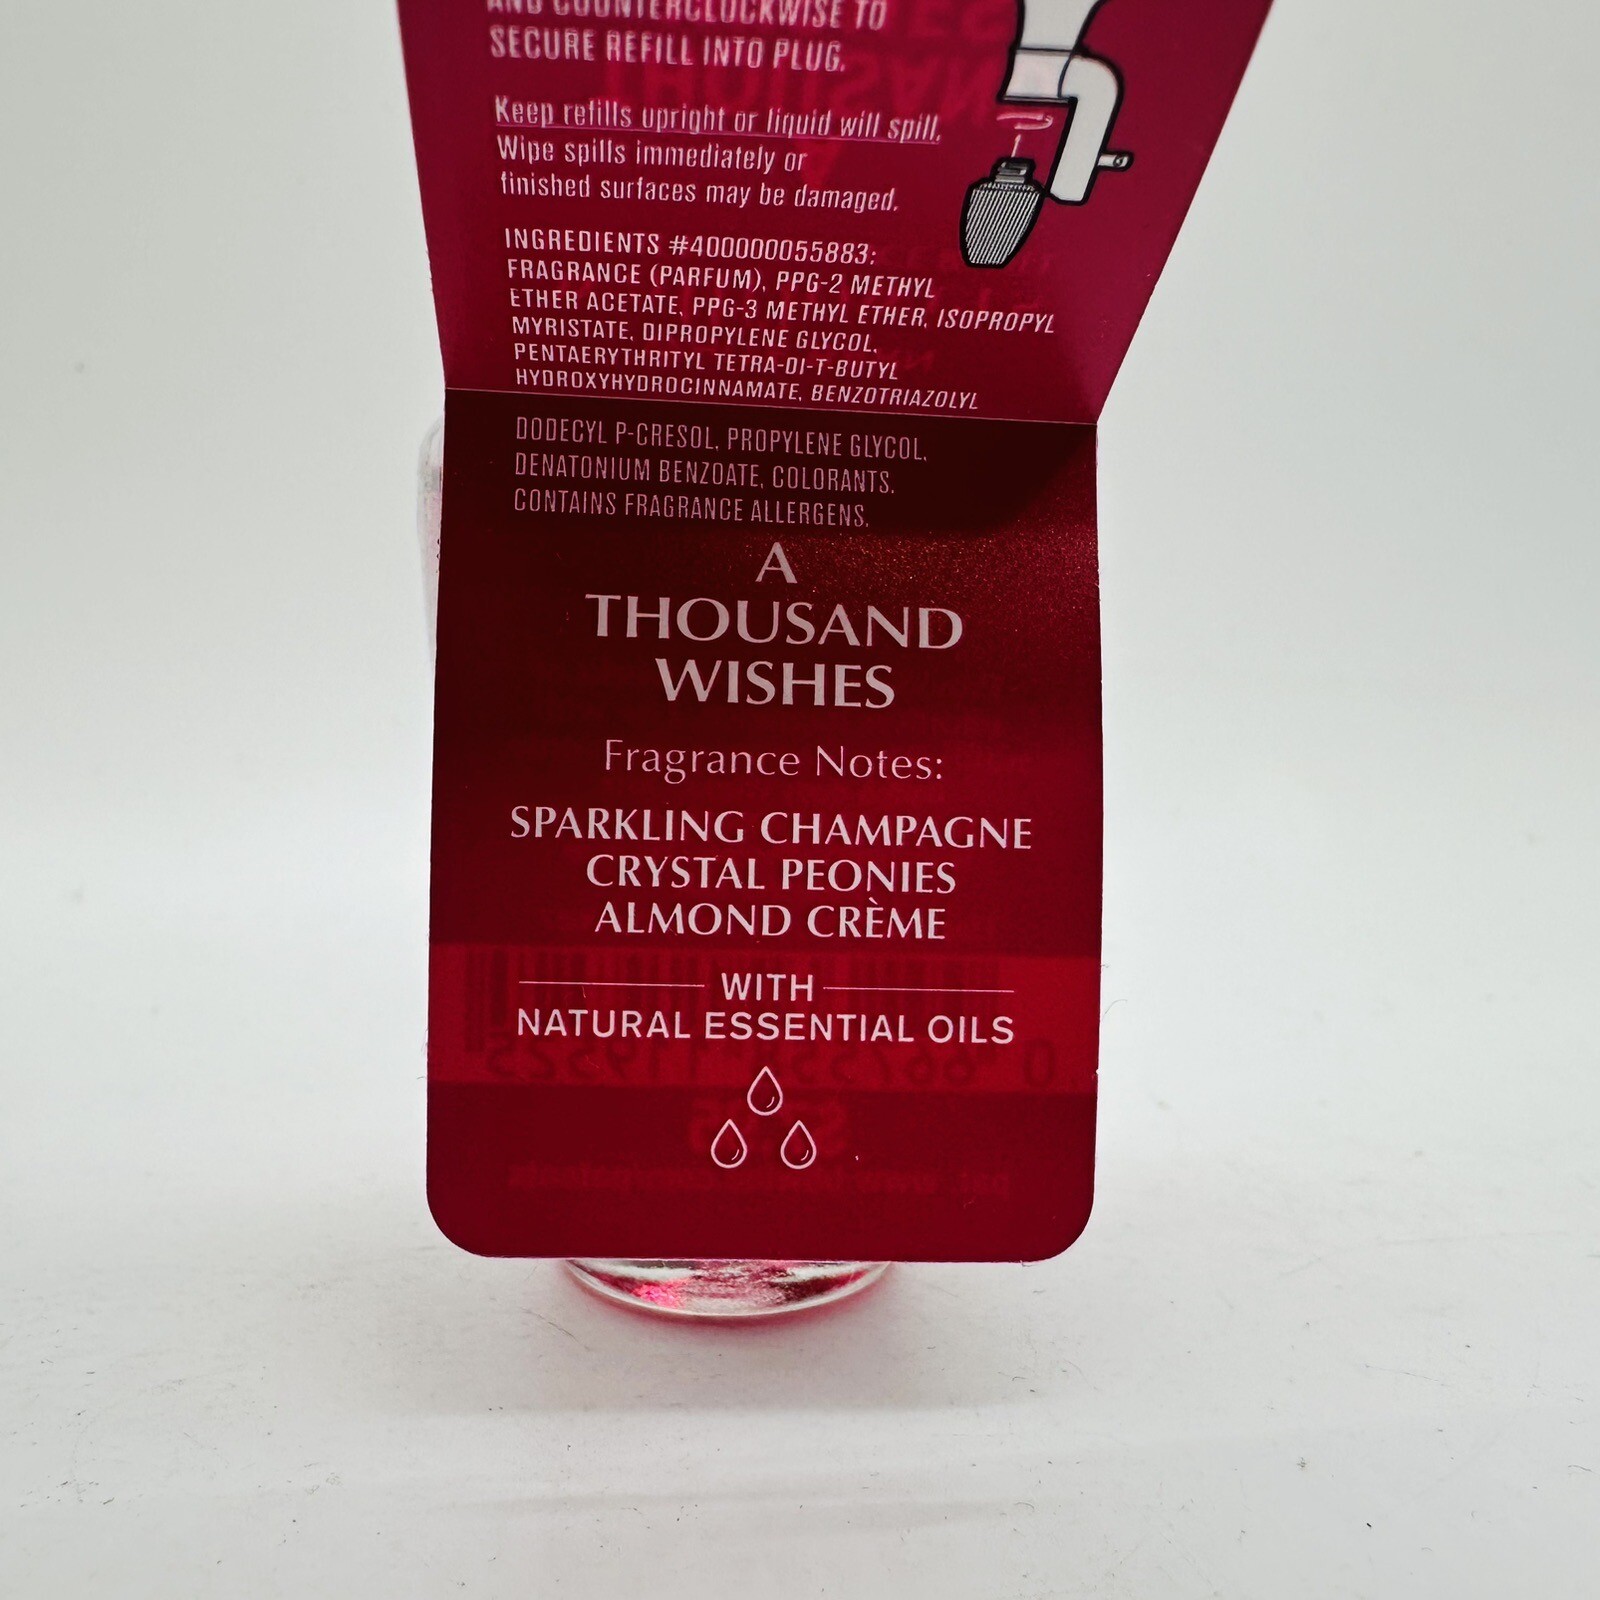 AND COUNTERCLOCKWISE TO
SECURE REFILL INTO PLUG.
Keep refills upright or liquid will spill.
Wipe spills immediately or
finished surfaces may be damaged.
INGREDIENTS #400000055883:
FRAGRANCE (PARFUM), PPG-2 METHYL
ETHER ACETATE, PPG-3 METHYL ETHER, ISOPROPYL
MYRISTATE, DIPROPYLENE GLYCOL,
PENTAERYTHRITYL TETRA-DI-T-BUTYL
HYDROXYHYDROCINNAMATE, BENZOTRIAZOLYL
DODECYL P-CRESOL, PROPYLENE GLYCOL,
DENATONIUM BENZOATE, COLORANTS.
CONTAINS FRAGRANCE ALLERGENS.
A
THOUSAND
WISHES
Fragrance Notes:
SPARKLING CHAMPAGNE
CRYSTAL PEONIES
ALMOND CRÈME
WITH
NATURAL ESSENTIAL OILS